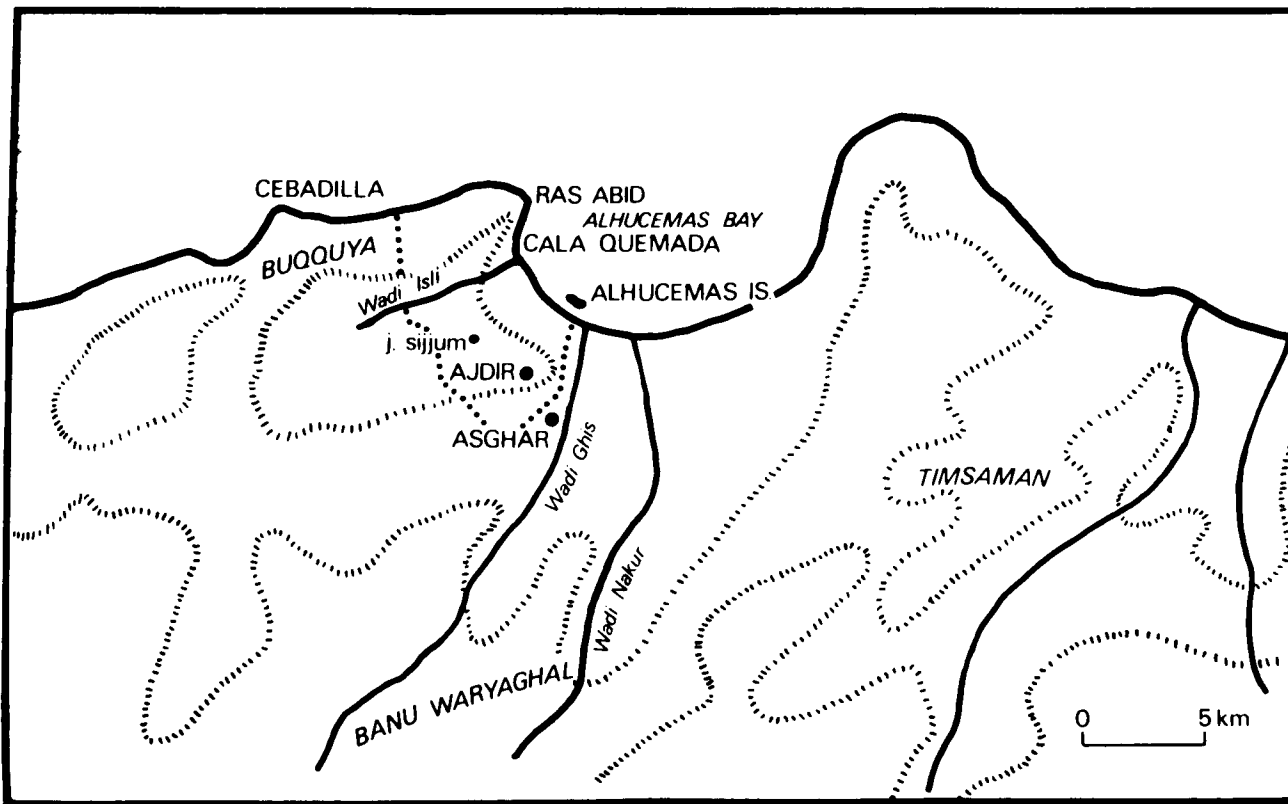 CEBADILLA
RAS ABID
ALHUCEMAS BAY
CALA QUEMADA
BUQQUYA
Wadi Isli
ALHUCEMAS IS.
j. sijjum
AJDIR
ASGHAR
Wadi Ghis
TIMSAMAN
Wadi Nakur
BANU WARYAGHAL
0 5 km